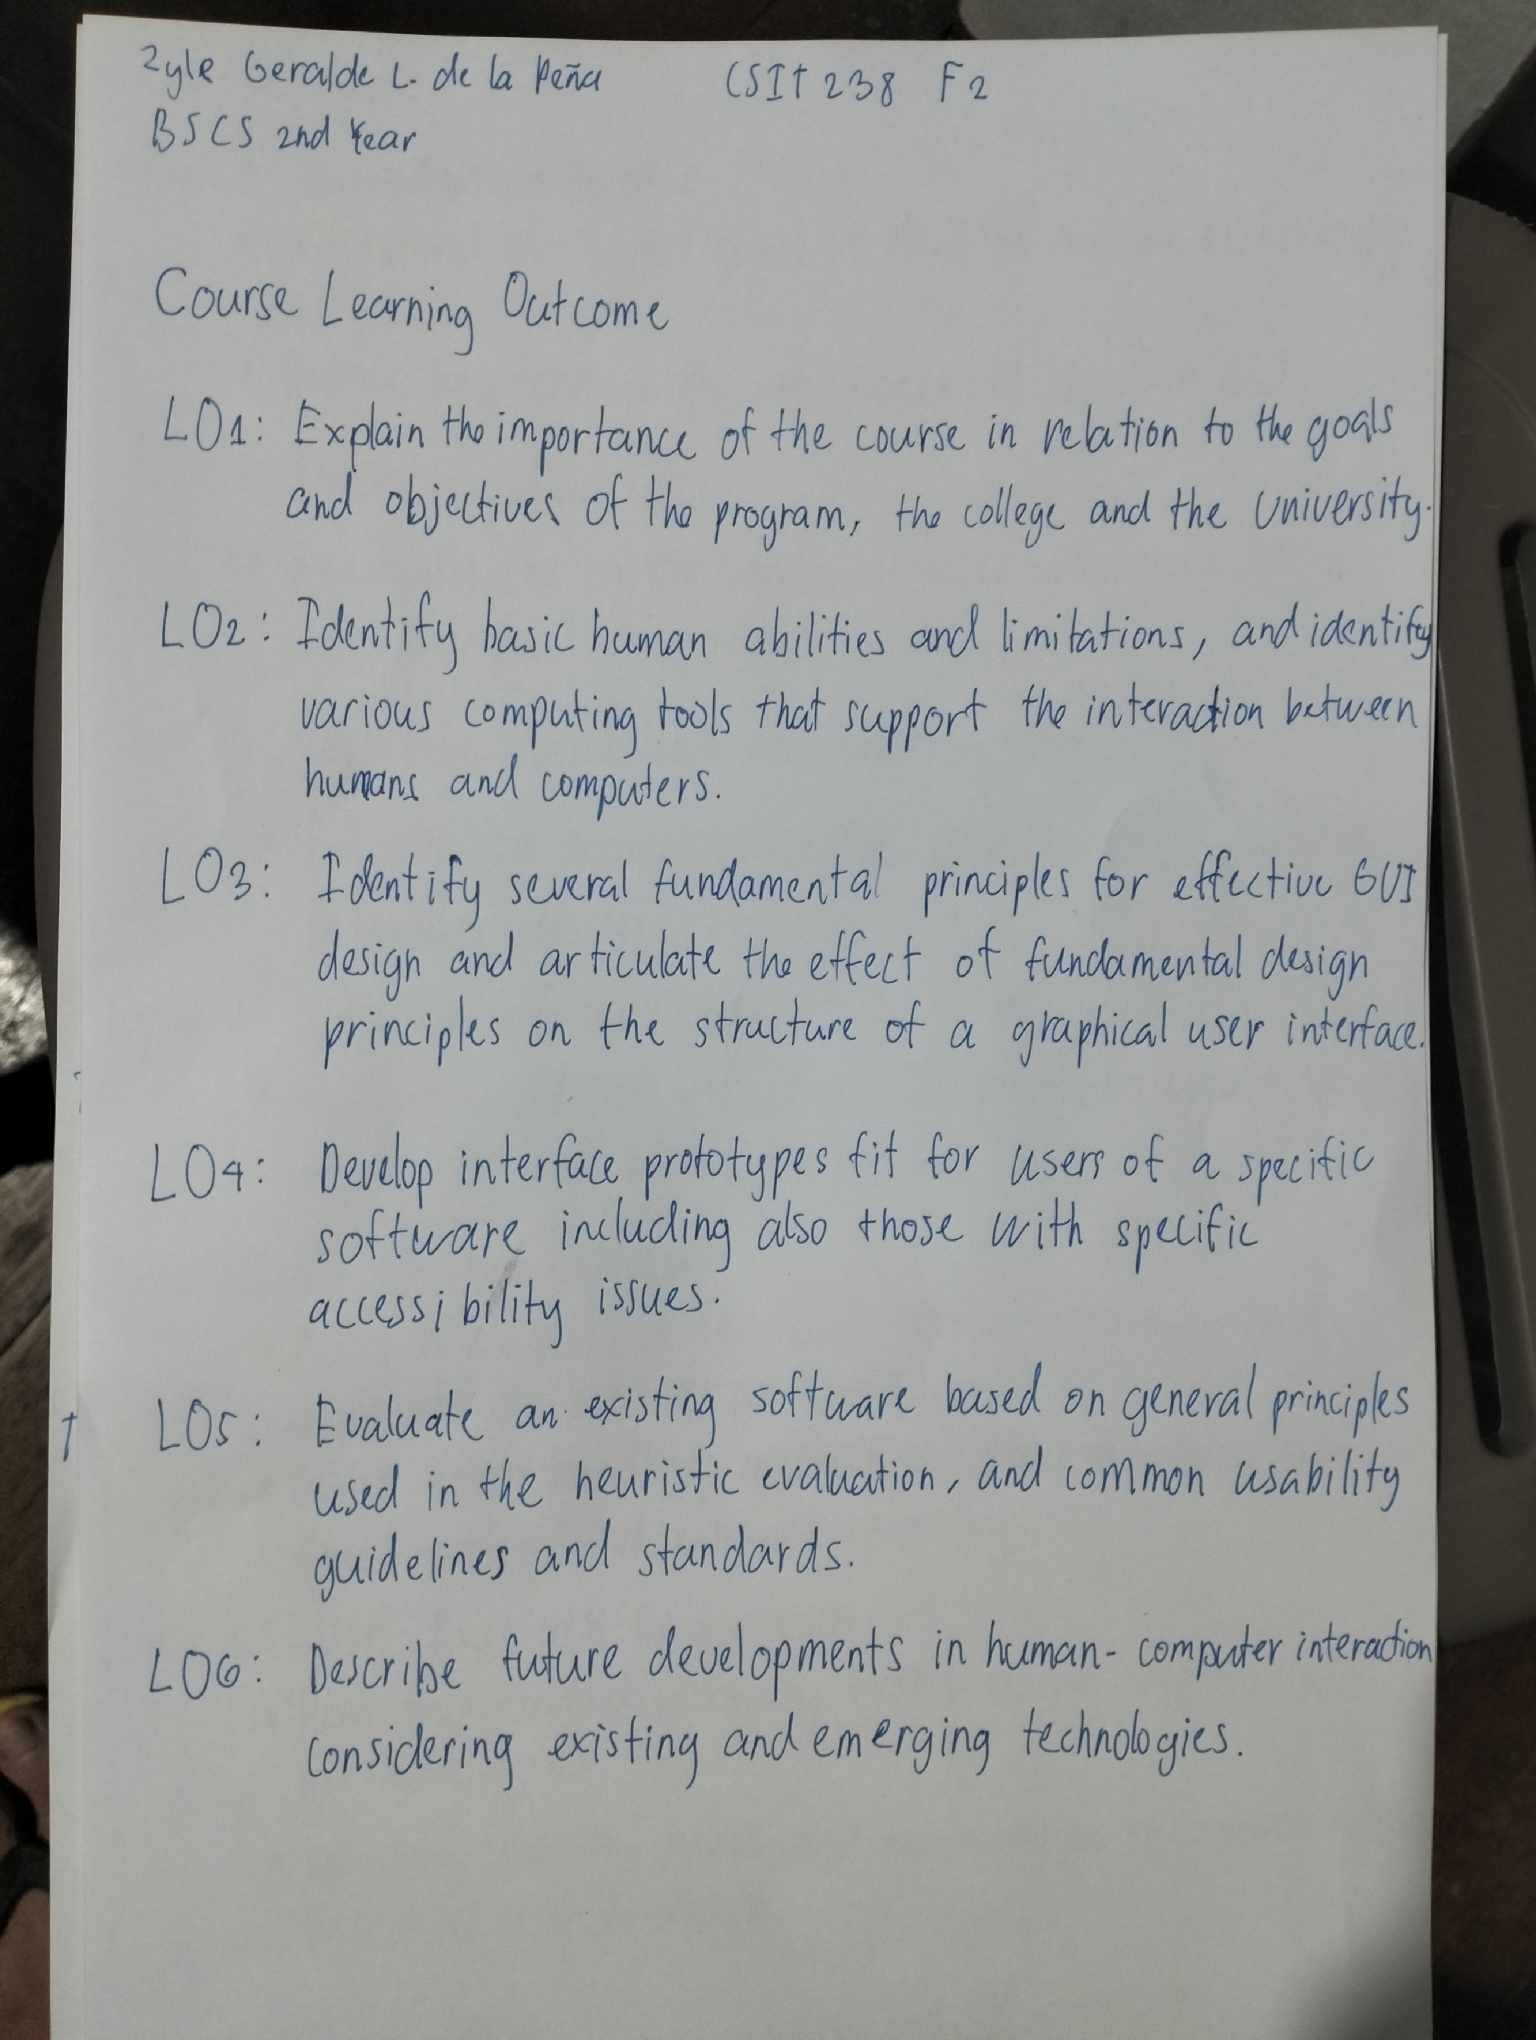 Zyle Geralde L. de la Peña CSIT 238 F2
BSCS 2nd Year
Course Learning Outcome
LO1: Explain the importance of the course in relation to the goals
and objectives of the program, the college and the University.
LO2: Identify basic human abilities and limitations, and identify
various computing tools that support the interaction between
humans and computers.
LO3: Identify several fundamental principles for effective GUI
design and articulate the effect of fundamental design
principles on the structure of a graphical user interface.
LO4: Develop interface prototypes fit for users of a specific
software including also those with specific
accessibility issues.
LO5: Evaluate an existing software based on general principles
used in the heuristic evaluation, and common usability
guidelines and standards.
LO6: Describe future developments in human-computer interaction
considering existing and emerging technologies.